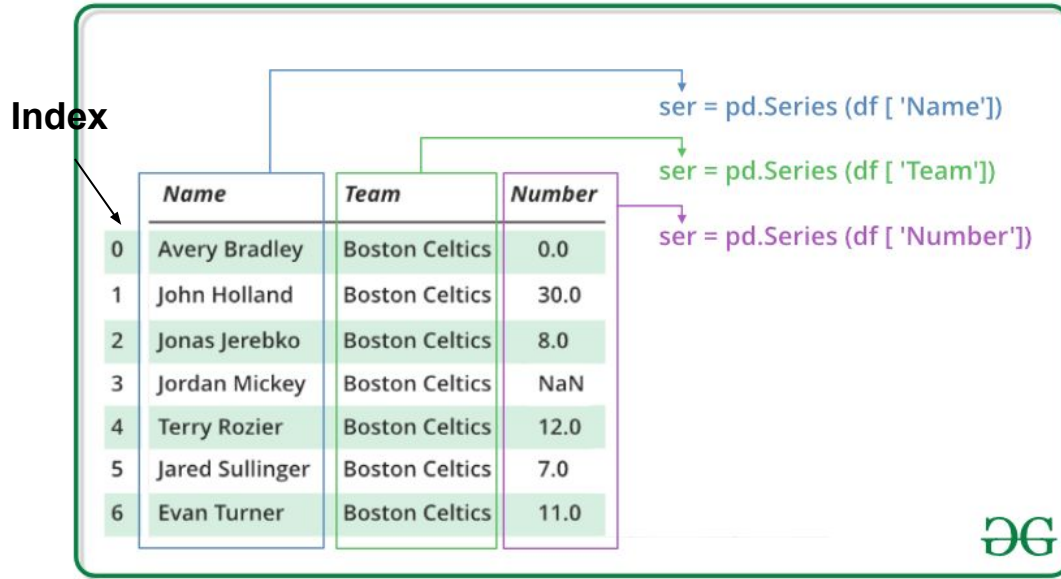 Index
ser = pd.Series (df [ 'Name'])
ser = pd.Series (df [ 'Team'])
ser = pd.Series (df [ 'Number'])
Name Team Number
0 Avery Bradley Boston Celtics 0.0
1 John Holland Boston Celtics 30.0
2 Jonas Jerebko Boston Celtics 8.0
3 Jordan Mickey Boston Celtics NaN
4 Terry Rozier Boston Celtics 12.0
5 Jared Sullinger Boston Celtics 7.0
6 Evan Turner Boston Celtics 11.0